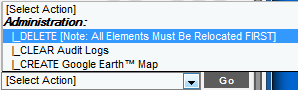 [Select Action]
Administration:
|_DELETE [Note: All Elements Must Be Relocated FIRST]
|_CLEAR Audit Logs
|_CREATE Google Earth™ Map
[Select Action] Go